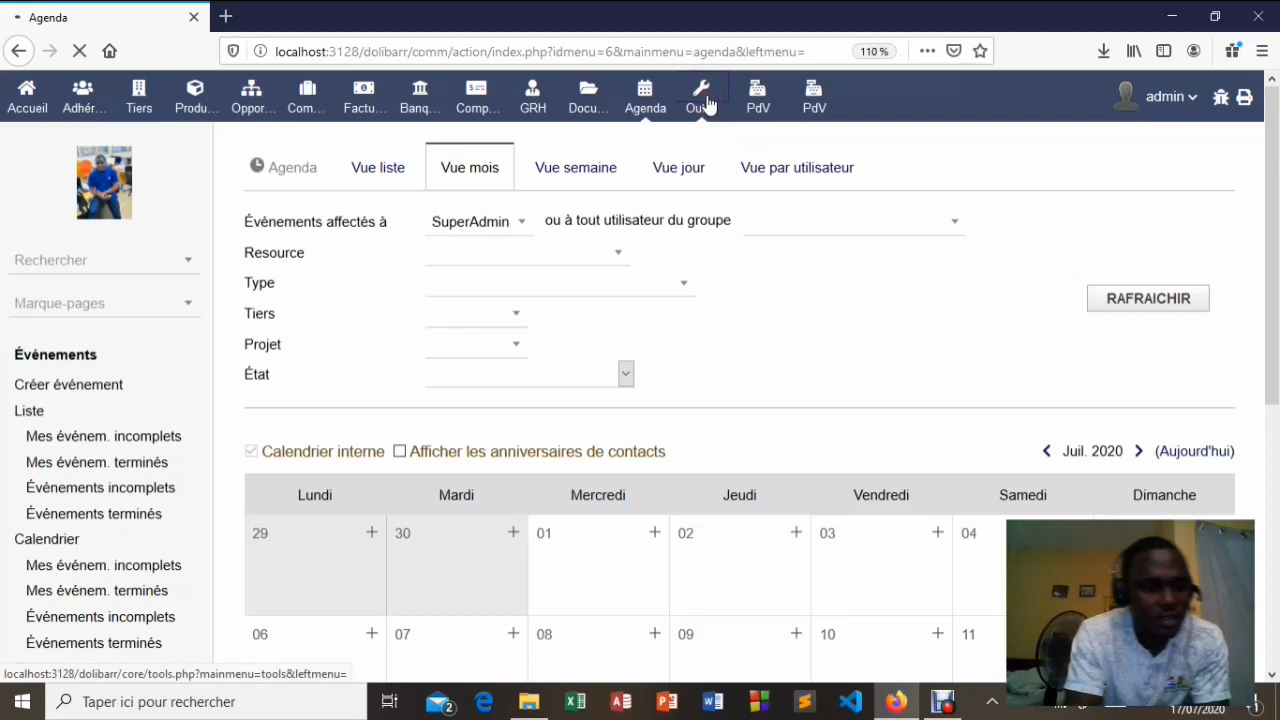 Agenda
localhost:3128/dolibarr/comm/action/index.php?idmenu=6&mainmenu=agenda&leftmenu=
110 %
Accueil Adhér... Tiers Produ... Oppor... Com... Factu... Banq... Comp... GRH Docu... Agenda PdV PdV
admin
Agenda Vue liste Vue mois Vue semaine Vue jour Vue par utilisateur
Événements affectés à SuperAdmin ou à tout utilisateur du groupe
Resource
Type
Tiers
Projet
État
RAFRAICHIR
Rechercher
Marque-pages
Événements
Créer événement
Liste
Mes événem. incomplets
Mes événem. terminés
Événements incomplets
Événements terminés
Calendrier
Mes événem. incomplets
Mes événem. terminés
Événements incomplets
Événements terminés
Calendrier interne Afficher les anniversaires de contacts
Juil. 2020 (Aujourd'hui)
Lundi Mardi Mercredi Jeudi Vendredi Samedi Dimanche
29 + 30 + 01 + 02 + 03 + 04
06 + 07 + 08 + 09 + 10 + 11
localhost:3128/dolibarr/core/tools.php?mainmenu=tools&leftmenu=
Taper ici pour rechercher
2
17/07/2020